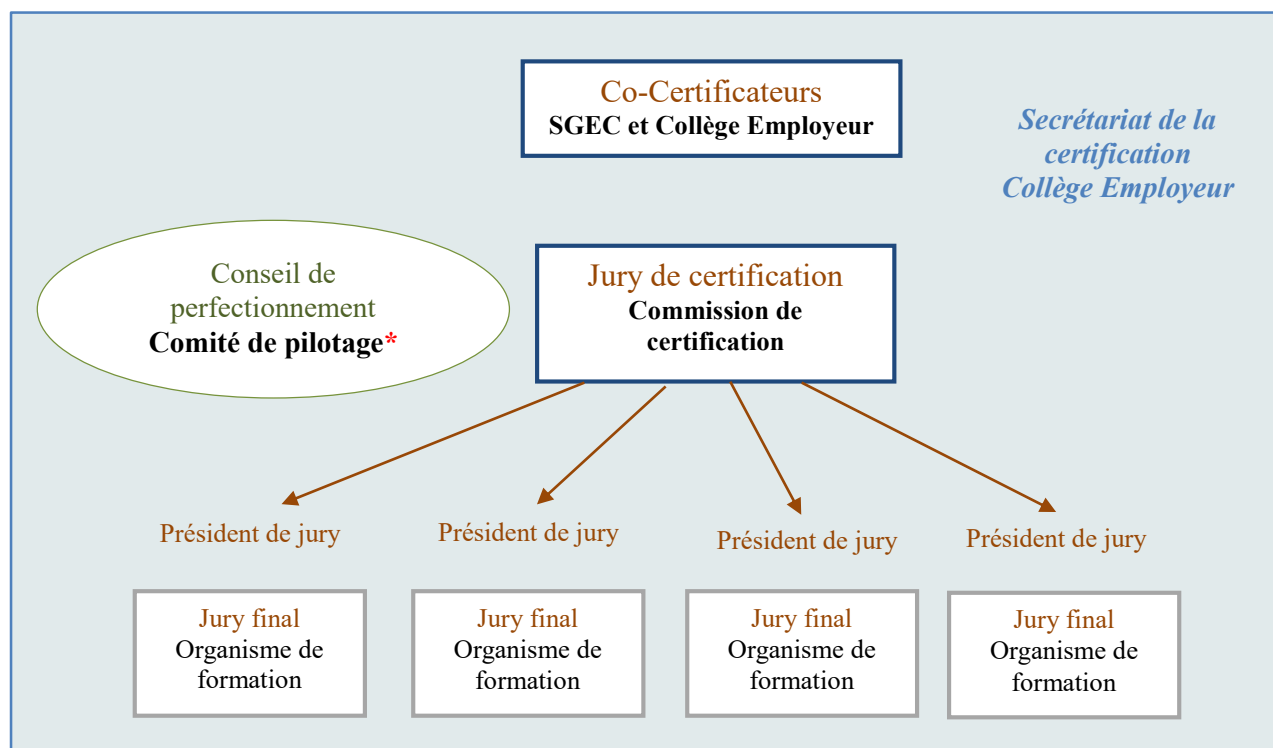 Co-Certificateurs
SGEC et Collège Employeur
Secrétariat de la
certification
Collège Employeur
Conseil de
perfectionnement
Comité de pilotage*
Jury de certification
Commission de
certification
Président de jury
Président de jury
Président de jury
Président de jury
Jury final
Organisme de
formation
Jury final
Organisme de
formation
Jury final
Organisme de
formation
Jury final
Organisme de
formation